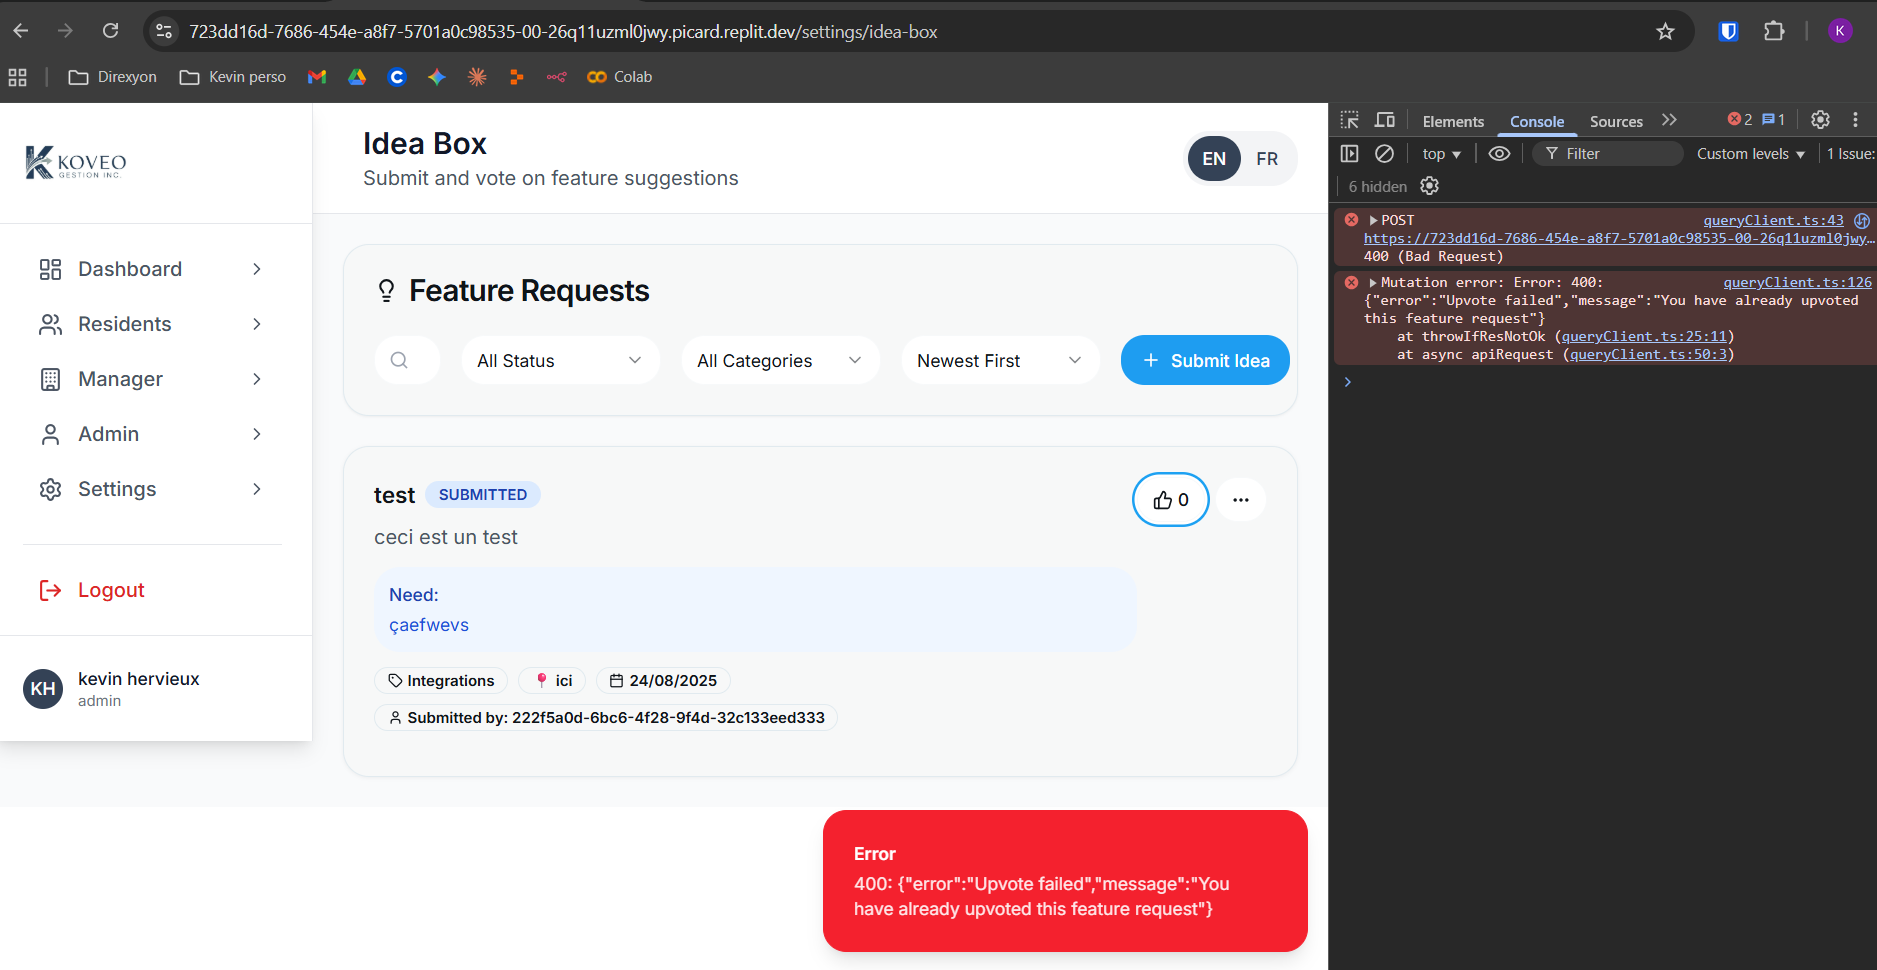 723dd16d-7686-454e-a8f7-5701a0c98535-00-26q11uzml0jwy.picard.replit.dev/settings/idea-box
K
Direxyon
Kevin perso
Colab
KOVEO
GESTION INC.
Dashboard
Residents
Manager
Admin
Settings
Logout
KH
kevin hervieux
admin
Idea Box
Submit and vote on feature suggestions
EN
FR
Feature Requests
All Status
All Categories
Newest First
+ Submit Idea
test SUBMITTED
0
ceci est un test
Need:
çaefwevs
Integrations
ici
24/08/2025
Submitted by: 222f5a0d-6bc6-4f28-9f4d-32c133eed333
Error
400: {"error":"Upvote failed","message":"You
have already upvoted this feature request"}
Elements
Console
Sources
2
1
top
Filter
Custom levels
1 Issue:
6 hidden
POST queryClient.ts:43
https://723dd16d-7686-454e-a8f7-5701a0c98535-00-26q11uzml0jwy…
400 (Bad Request)
Mutation error: Error: 400: queryClient.ts:126
{"error":"Upvote failed","message":"You have already upvoted
this feature request"}
at throwIfResNotOk (queryClient.ts:25:11)
at async apiRequest (queryClient.ts:50:3)